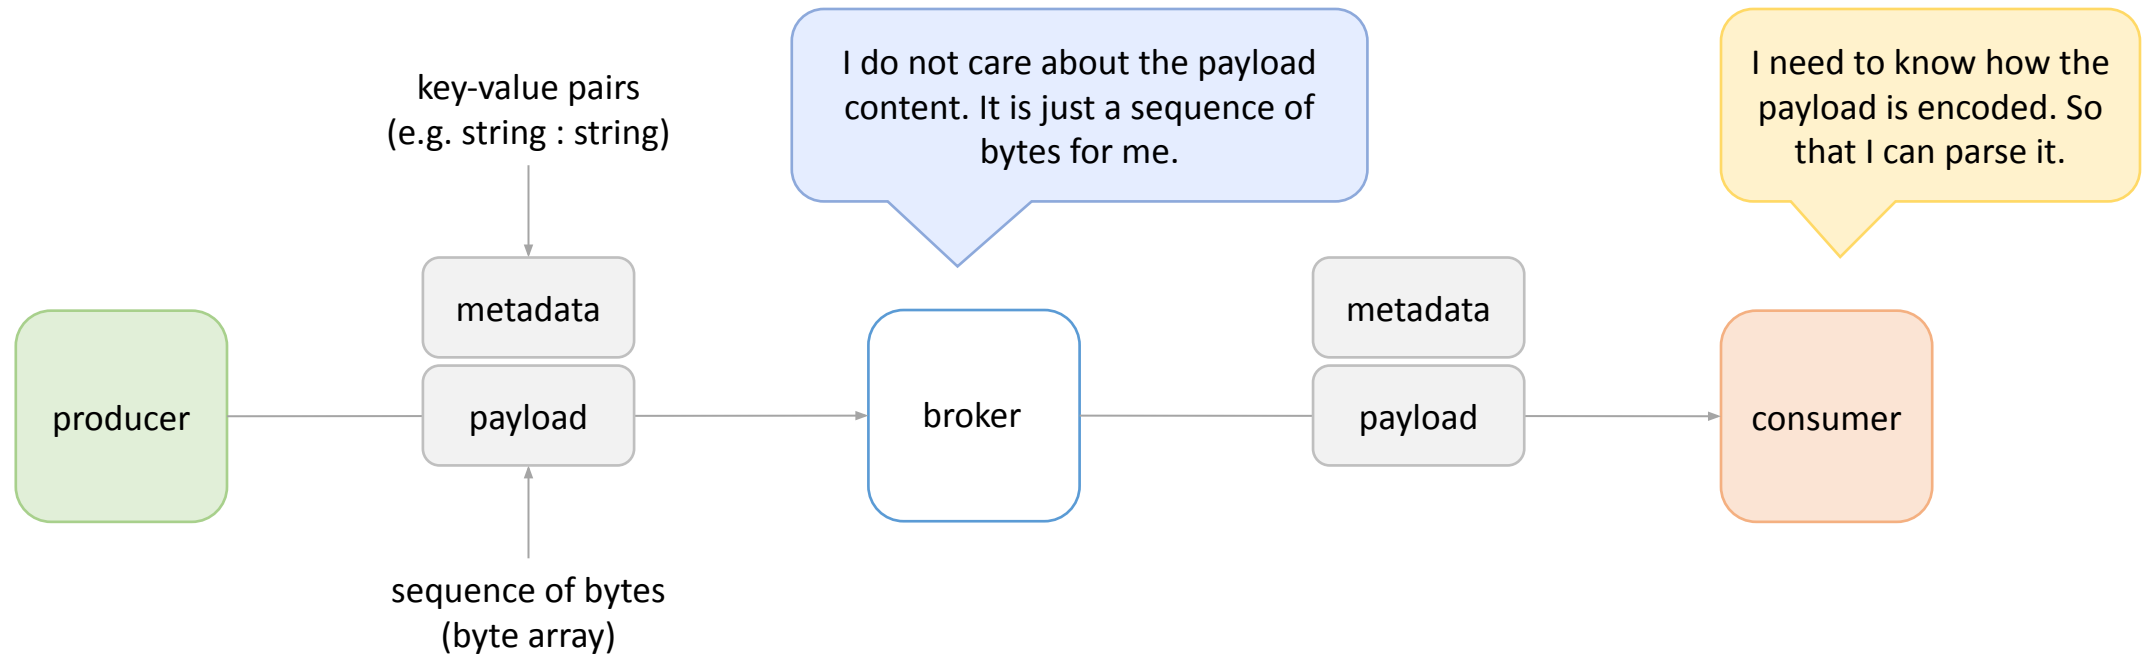 key-value pairs
(e.g. string : string)
I do not care about the payload
content. It is just a sequence of
bytes for me.
I need to know how the
payload is encoded. So
that I can parse it.
metadata
metadata
producer
payload
broker
payload
consumer
sequence of bytes
(byte array)